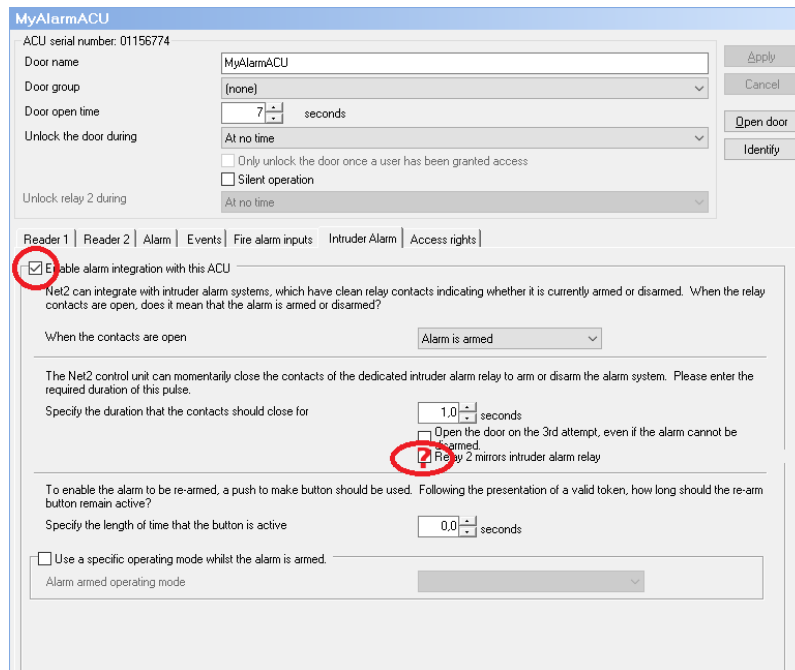 MyAlarmACU
ACU serial number: 01156774
Door name
MyAlarmACU
Apply
Door group
(none)
Cancel
Door open time
7
seconds
Open door
Unlock the door during
At no time
Identify
Only unlock the door once a user has been granted access
Silent operation
Unlock relay 2 during
At no time
Reader 1
Reader 2
Alarm
Events
Fire alarm inputs
Intruder Alarm
Access rights
Enable alarm integration with this ACU
Net2 can integrate with intruder alarm systems, which have clean relay contacts indicating whether it is currently armed or disarmed. When the relay
contacts are open, does it mean that the alarm is armed or disarmed?
When the contacts are open
Alarm is armed
The Net2 control unit can momentarily close the contacts of the dedicated intruder alarm relay to arm or disarm the alarm system. Please enter the
required duration of this pulse.
Specify the duration that the contacts should close for
1,0
seconds
Open the door on the 3rd attempt, even if the alarm cannot be
disarmed.
?
Relay 2 mirrors intruder alarm relay
To enable the alarm to be re-armed, a push to make button should be used. Following the presentation of a valid token, how long should the re-arm
button remain active?
Specify the length of time that the button is active
0,0
seconds
Use a specific operating mode whilst the alarm is armed.
Alarm armed operating mode